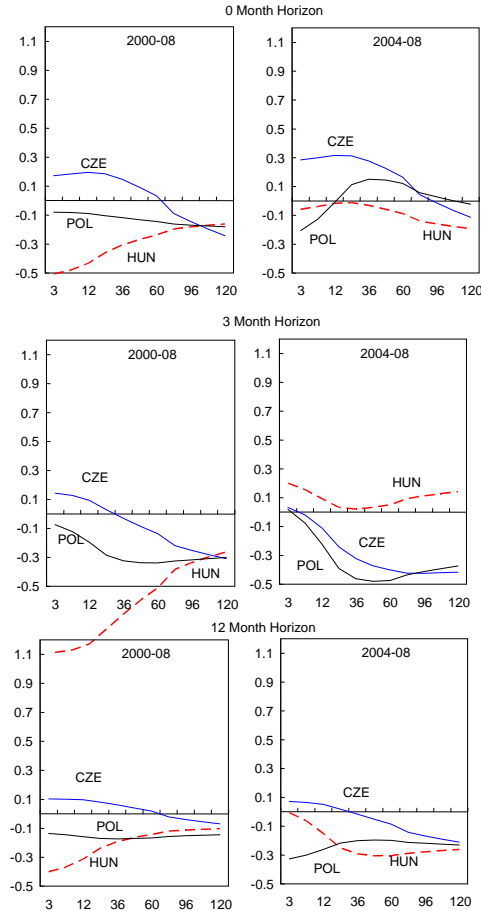 0 Month Horizon
2000-08
1.1
0.9
0.7
0.5
0.3
0.1
-0.1
-0.3
-0.5
CZE
POL
HUN
3 12 36 60 96 120
2004-08
1.1
0.9
0.7
0.5
0.3
0.1
-0.1
-0.3
-0.5
CZE
POL
HUN
3 12 36 60 96 120
3 Month Horizon
2000-08
1.1
0.9
0.7
0.5
0.3
0.1
-0.1
-0.3
-0.5
CZE
POL
HUN
3 12 36 60 96 120
2004-08
1.1
0.9
0.7
0.5
0.3
0.1
-0.1
-0.3
-0.5
HUN
CZE
POL
3 12 36 60 96 120
12 Month Horizon
2000-08
1.1
0.9
0.7
0.5
0.3
0.1
-0.1
-0.3
-0.5
CZE
POL
HUN
3 12 36 60 96 120
2004-08
1.1
0.9
0.7
0.5
0.3
0.1
-0.1
-0.3
-0.5
CZE
POL
HUN
3 12 36 60 96 120